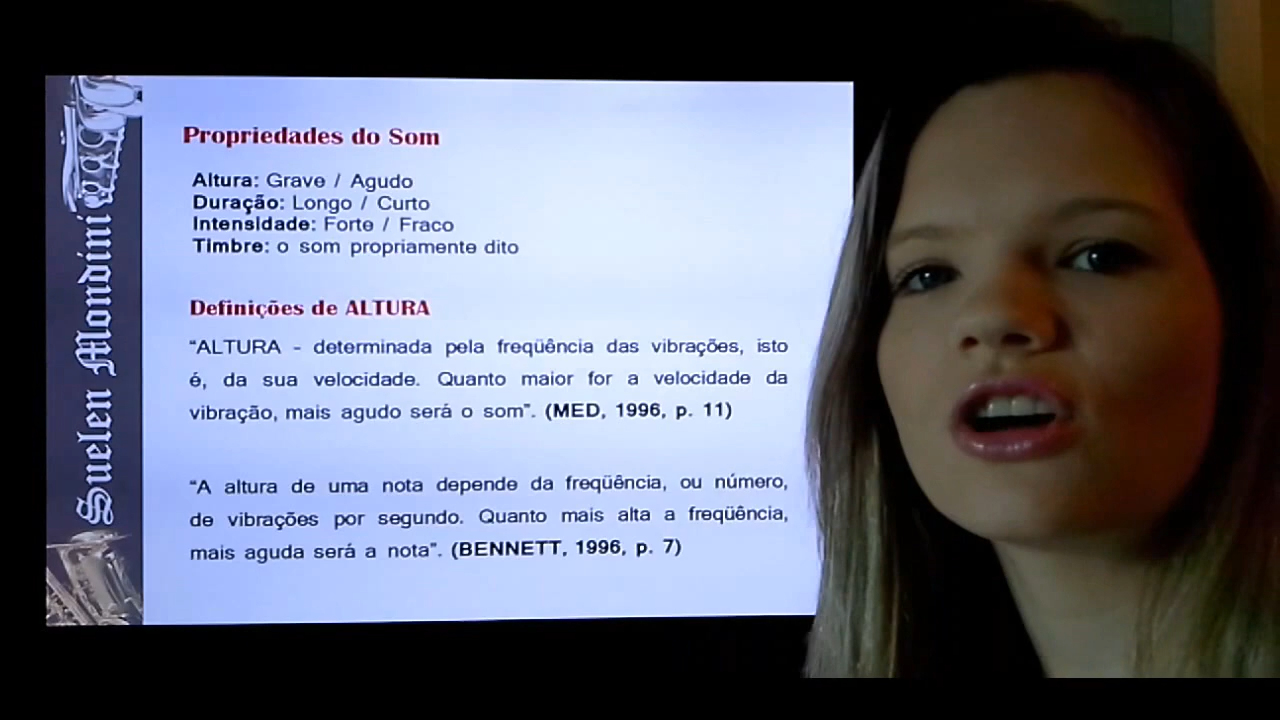 Suelen Mondini
Propriedades do Som
Altura: Grave / Agudo
Duração: Longo / Curto
Intensidade: Forte / Fraco
Timbre: o som propriamente dito
Definições de ALTURA
“ALTURA - determinada pela freqüência das vibrações, isto
é, da sua velocidade. Quanto maior for a velocidade da
vibração, mais agudo será o som”. (MED, 1996, p. 11)
“A altura de uma nota depende da freqüência, ou número,
de vibrações por segundo. Quanto mais alta a freqüência,
mais aguda será a nota”. (BENNETT, 1996, p. 7)